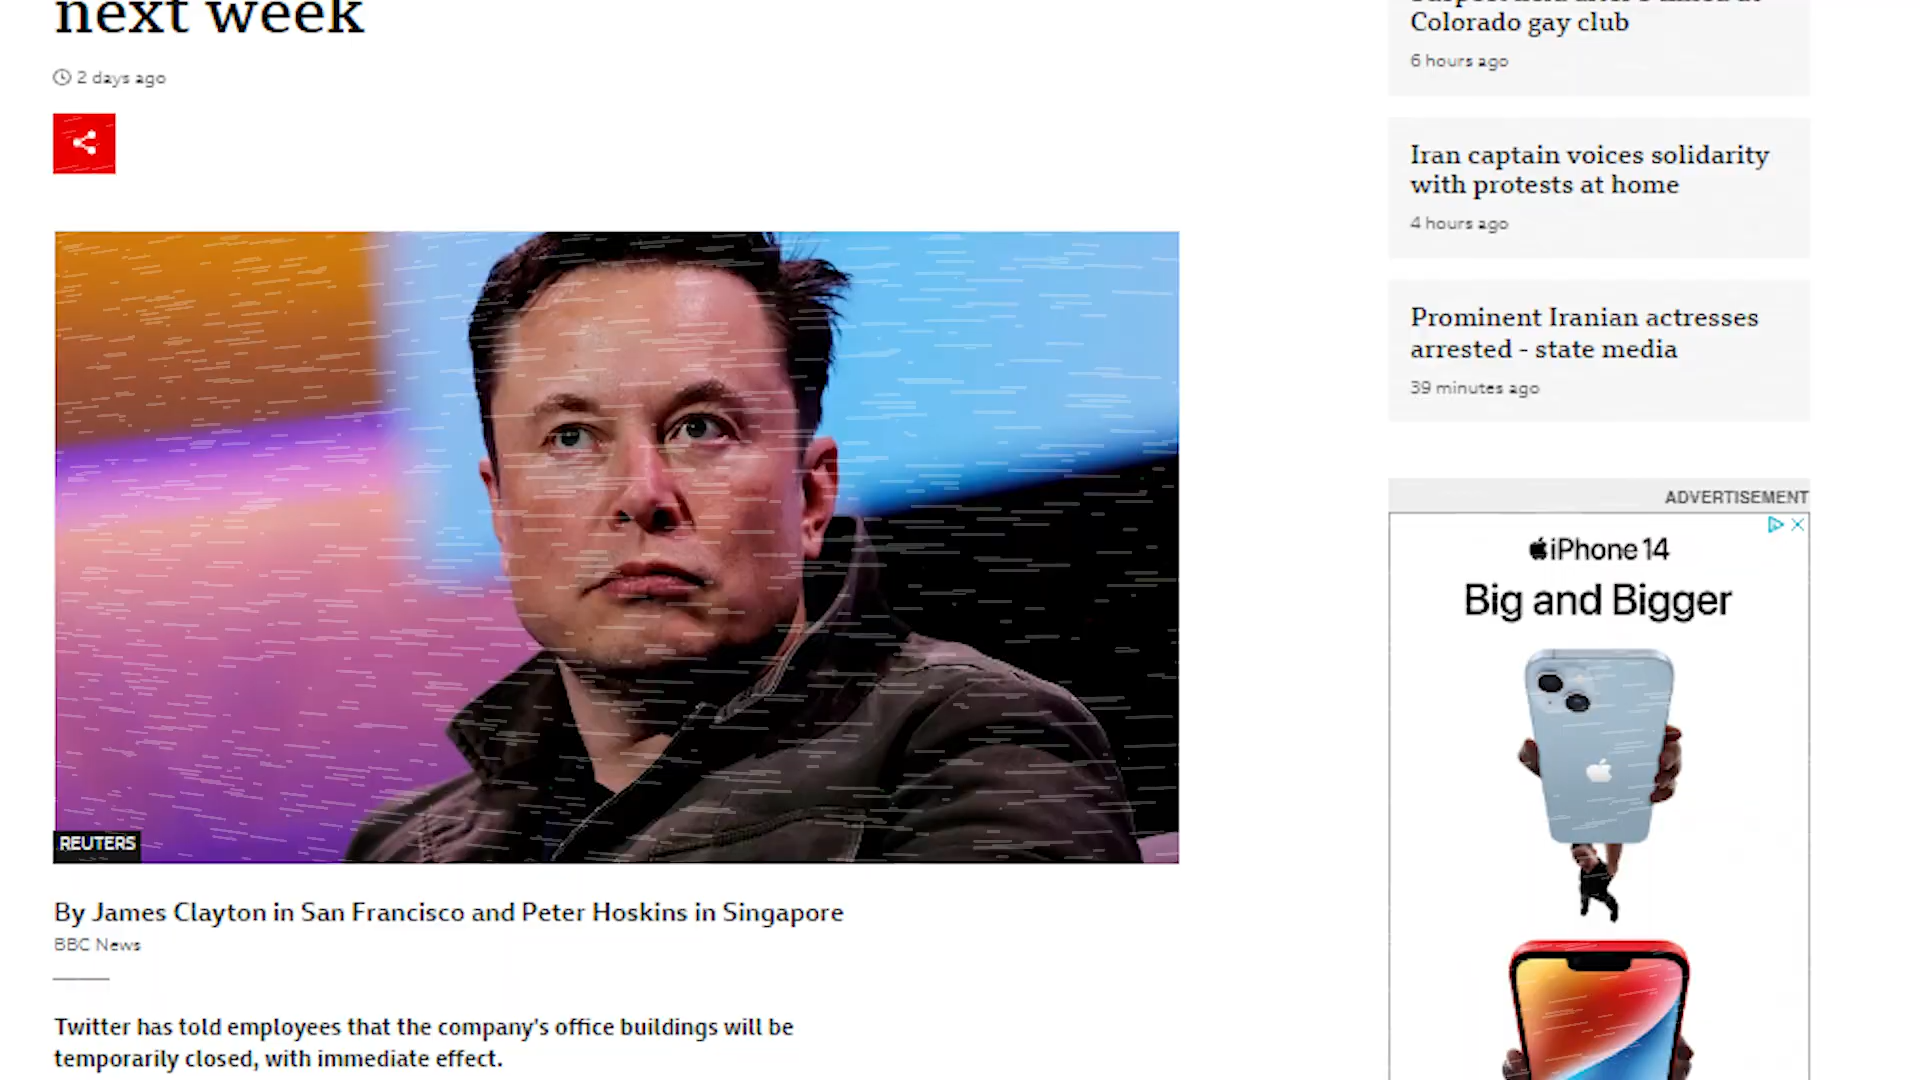 next week
2 days ago
REUTERS
By James Clayton in San Francisco and Peter Hoskins in Singapore
BBC News
Twitter has told employees that the company's office buildings will be
temporarily closed, with immediate effect.
Colorado gay club
6 hours ago
Iran captain voices solidarity
with protests at home
4 hours ago
Prominent Iranian actresses
arrested - state media
39 minutes ago
ADVERTISEMENT
iPhone 14
Big and Bigger